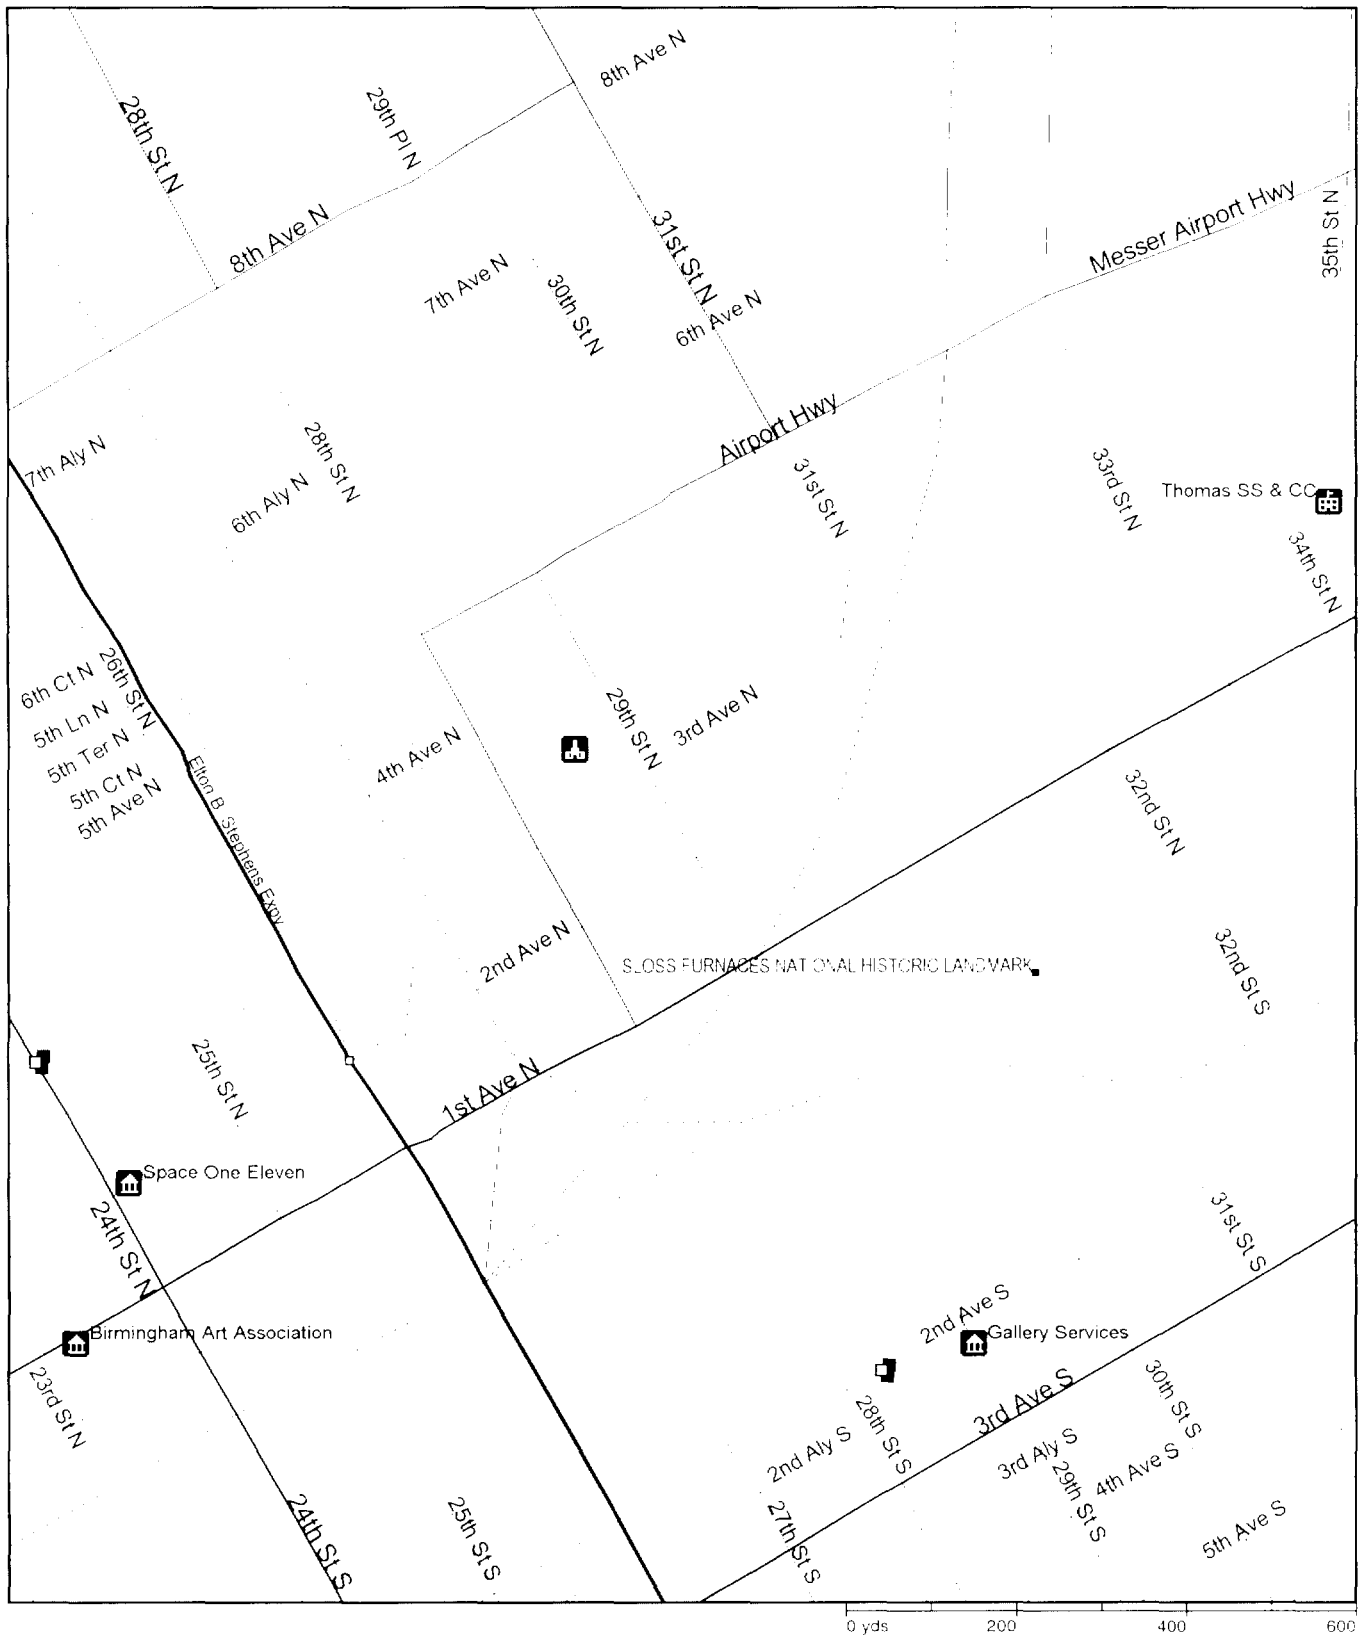 8th Ave N
28th St N
29th Pl N
8th Ave N
31st St N
Messer Airport Hwy
35th St N
7th Ave N
30th St N
6th Ave N
Airport Hwy
7th Aly N
28th St N
6th Aly N
31st St N
33rd St N
Thomas SS & CC
34th St N
6th Ct N
26th St N
5th Ln N
5th Ter N
5th Ct N
5th Ave N
4th Ave N
29th St N
3rd Ave N
Elton B Stephens Expy
32nd St N
2nd Ave N
SLOSS FURNACES NATIONAL HISTORIC LANDMARK
32nd St S
25th St N
1st Ave N
Space One Eleven
24th St N
31st St S
Birmingham Art Association
2nd Ave S
Gallery Services
23rd St N
3rd Ave S
30th St S
28th St S
2nd Aly S
3rd Aly S
29th St S
4th Ave S
24th St S
25th St S
27th St S
5th Ave S
0 yds 200 400 600